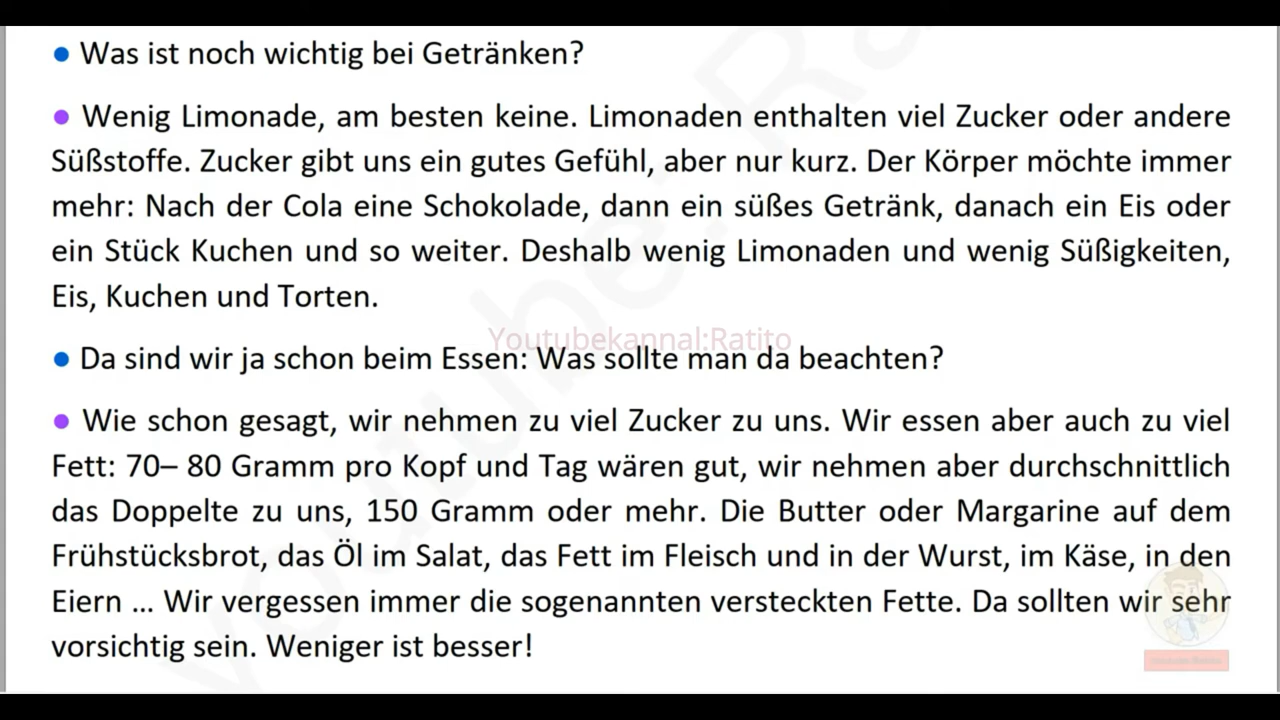 ● Was ist noch wichtig bei Getränken?
● Wenig Limonade, am besten keine. Limonaden enthalten viel Zucker oder andere
Süßstoffe. Zucker gibt uns ein gutes Gefühl, aber nur kurz. Der Körper möchte immer
mehr: Nach der Cola eine Schokolade, dann ein süßes Getränk, danach ein Eis oder
ein Stück Kuchen und so weiter. Deshalb wenig Limonaden und wenig Süßigkeiten,
Eis, Kuchen und Torten.
Youtubekannal:Ratito
● Da sind wir ja schon beim Essen: Was sollte man da beachten?
● Wie schon gesagt, wir nehmen zu viel Zucker zu uns. Wir essen aber auch zu viel
Fett: 70– 80 Gramm pro Kopf und Tag wären gut, wir nehmen aber durchschnittlich
das Doppelte zu uns, 150 Gramm oder mehr. Die Butter oder Margarine auf dem
Frühstücksbrot, das Öl im Salat, das Fett im Fleisch und in der Wurst, im Käse, in den
Eiern ... Wir vergessen immer die sogenannten versteckten Fette. Da sollten wir sehr
vorsichtig sein. Weniger ist besser!